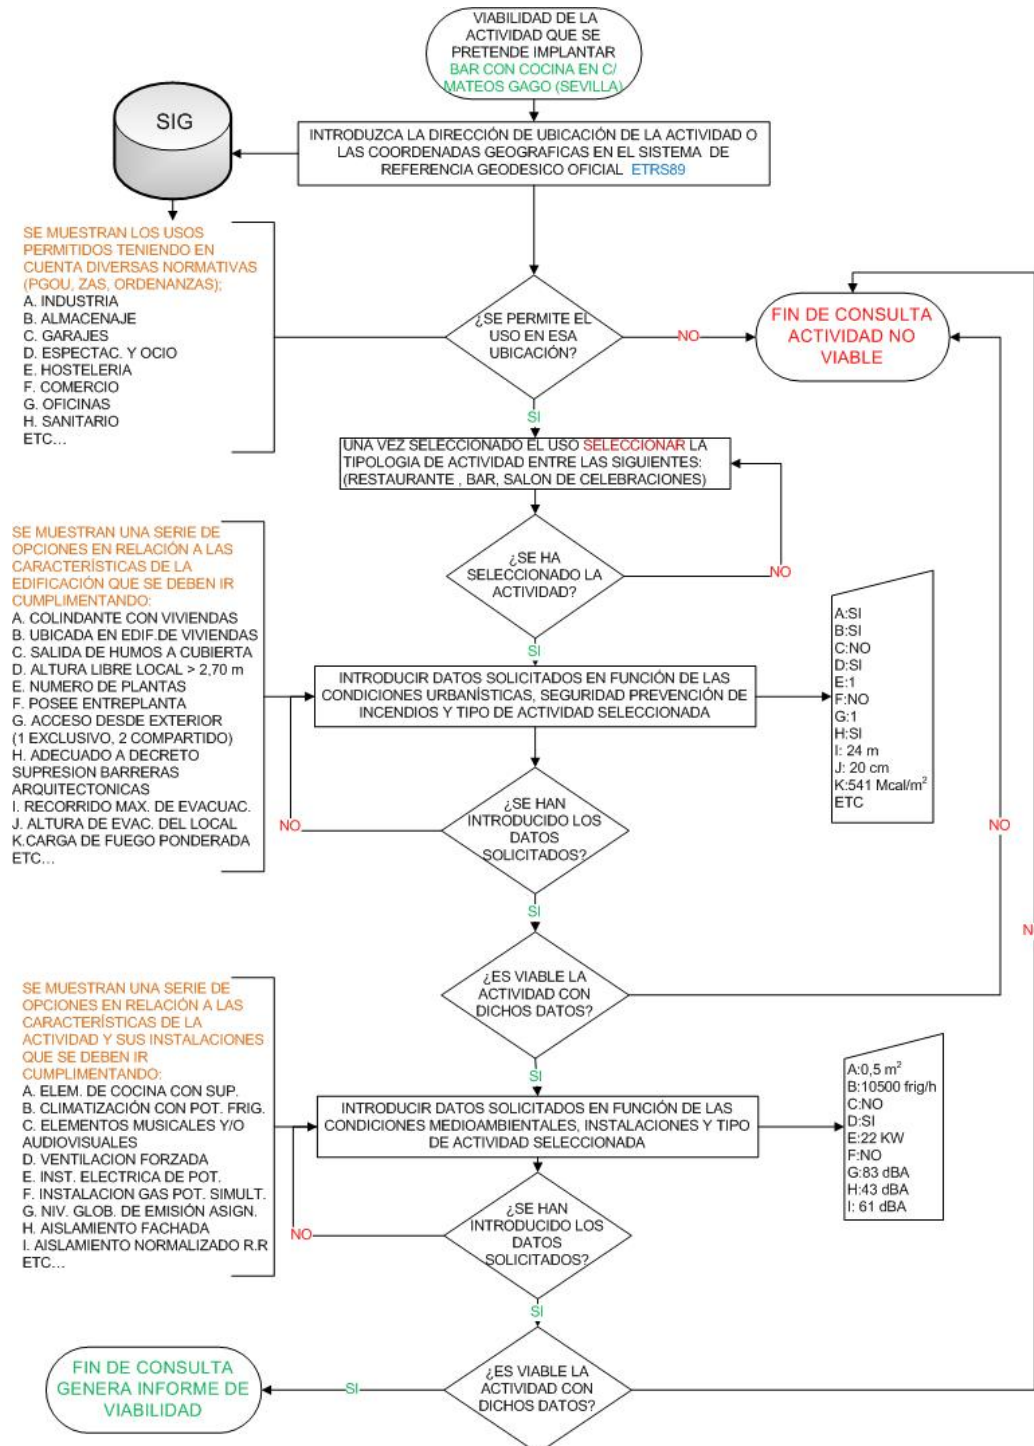 VIABILIDAD DE LA
ACTIVIDAD QUE SE
PRETENDE IMPLANTAR
BAR CON COCINA EN C/
MATEOS GAGO (SEVILLA)
SIG
INTRODUZCA LA DIRECCIÓN DE UBICACIÓN DE LA ACTIVIDAD O
LAS COORDENADAS GEOGRAFICAS EN EL SISTEMA DE
REFERENCIA GEODESICO OFICIAL ETRS89
SE MUESTRAN LOS USOS
PERMITIDOS TENIENDO EN
CUENTA DIVERSAS NORMATIVAS
(PGOU, ZAS, ORDENANZAS);
A. INDUSTRIA
B. ALMACENAJE
C. GARAJES
D. ESPECTAC. Y OCIO
E. HOSTELERIA
F. COMERCIO
G. OFICINAS
H. SANITARIO
ETC...
¿SE PERMITE EL
USO EN ESA
UBICACIÓN?
NO
FIN DE CONSULTA
ACTIVIDAD NO
VIABLE
SI
UNA VEZ SELECCIONADO EL USO SELECCIONAR LA
TIPOLOGIA DE ACTIVIDAD ENTRE LAS SIGUIENTES:
(RESTAURANTE , BAR, SALON DE CELEBRACIONES)
¿SE HA
SELECCIONADO LA
ACTIVIDAD?
NO
SI
SE MUESTRAN UNA SERIE DE
OPCIONES EN RELACIÓN A LAS
CARACTERÍSTICAS DE LA
EDIFICACIÓN QUE SE DEBEN IR
CUMPLIMENTANDO:
A. COLINDANTE CON VIVIENDAS
B. UBICADA EN EDIF.DE VIVIENDAS
C. SALIDA DE HUMOS A CUBIERTA
D. ALTURA LIBRE LOCAL > 2,70 m
E. NUMERO DE PLANTAS
F. POSEE ENTREPLANTA
G. ACCESO DESDE EXTERIOR
(1 EXCLUSIVO, 2 COMPARTIDO)
H. ADECUADO A DECRETO
SUPRESION BARRERAS
ARQUITECTONICAS
I. RECORRIDO MAX. DE EVACUAC.
J. ALTURA DE EVAC. DEL LOCAL
K.CARGA DE FUEGO PONDERADA
ETC...
INTRODUCIR DATOS SOLICITADOS EN FUNCIÓN DE LAS
CONDICIONES URBANÍSTICAS, SEGURIDAD PREVENCIÓN DE
INCENDIOS Y TIPO DE ACTIVIDAD SELECCIONADA
A:SI
B:SI
C:NO
D:SI
E:1
F:NO
G:1
H:SI
I: 24 m
J: 20 cm
K:541 Mcal/m²
ETC
¿SE HAN
INTRODUCIDO LOS
DATOS
SOLICITADOS?
NO
SI
NO
N
¿ES VIABLE LA
ACTIVIDAD CON
DICHOS DATOS?
SI
SE MUESTRAN UNA SERIE DE
OPCIONES EN RELACIÓN A LAS
CARACTERÍSTICAS DE LA
ACTIVIDAD Y SUS INSTALACIONES
QUE SE DEBEN IR
CUMPLIMENTANDO:
A. ELEM. DE COCINA CON SUP.
B. CLIMATIZACIÓN CON POT. FRIG.
C. ELEMENTOS MUSICALES Y/O
AUDIOVISUALES
D. VENTILACION FORZADA
E. INST. ELECTRICA DE POT.
F. INSTALACION GAS POT. SIMULT.
G. NIV. GLOB. DE EMISIÓN ASIGN.
H. AISLAMIENTO FACHADA
I. AISLAMIENTO NORMALIZADO R.R
ETC...
INTRODUCIR DATOS SOLICITADOS EN FUNCIÓN DE LAS
CONDICIONES MEDIOAMBIENTALES, INSTALACIONES Y TIPO
DE ACTIVIDAD SELECCIONADA
A:0,5 m²
B:10500 frig/h
C:NO
D:SI
E:22 KW
F:NO
G:83 dBA
H:43 dBA
I: 61 dBA
¿SE HAN
INTRODUCIDO LOS
DATOS
SOLICITADOS?
NO
SI
¿ES VIABLE LA
ACTIVIDAD CON
DICHOS DATOS?
SI
FIN DE CONSULTA
GENERA INFORME DE
VIABILIDAD